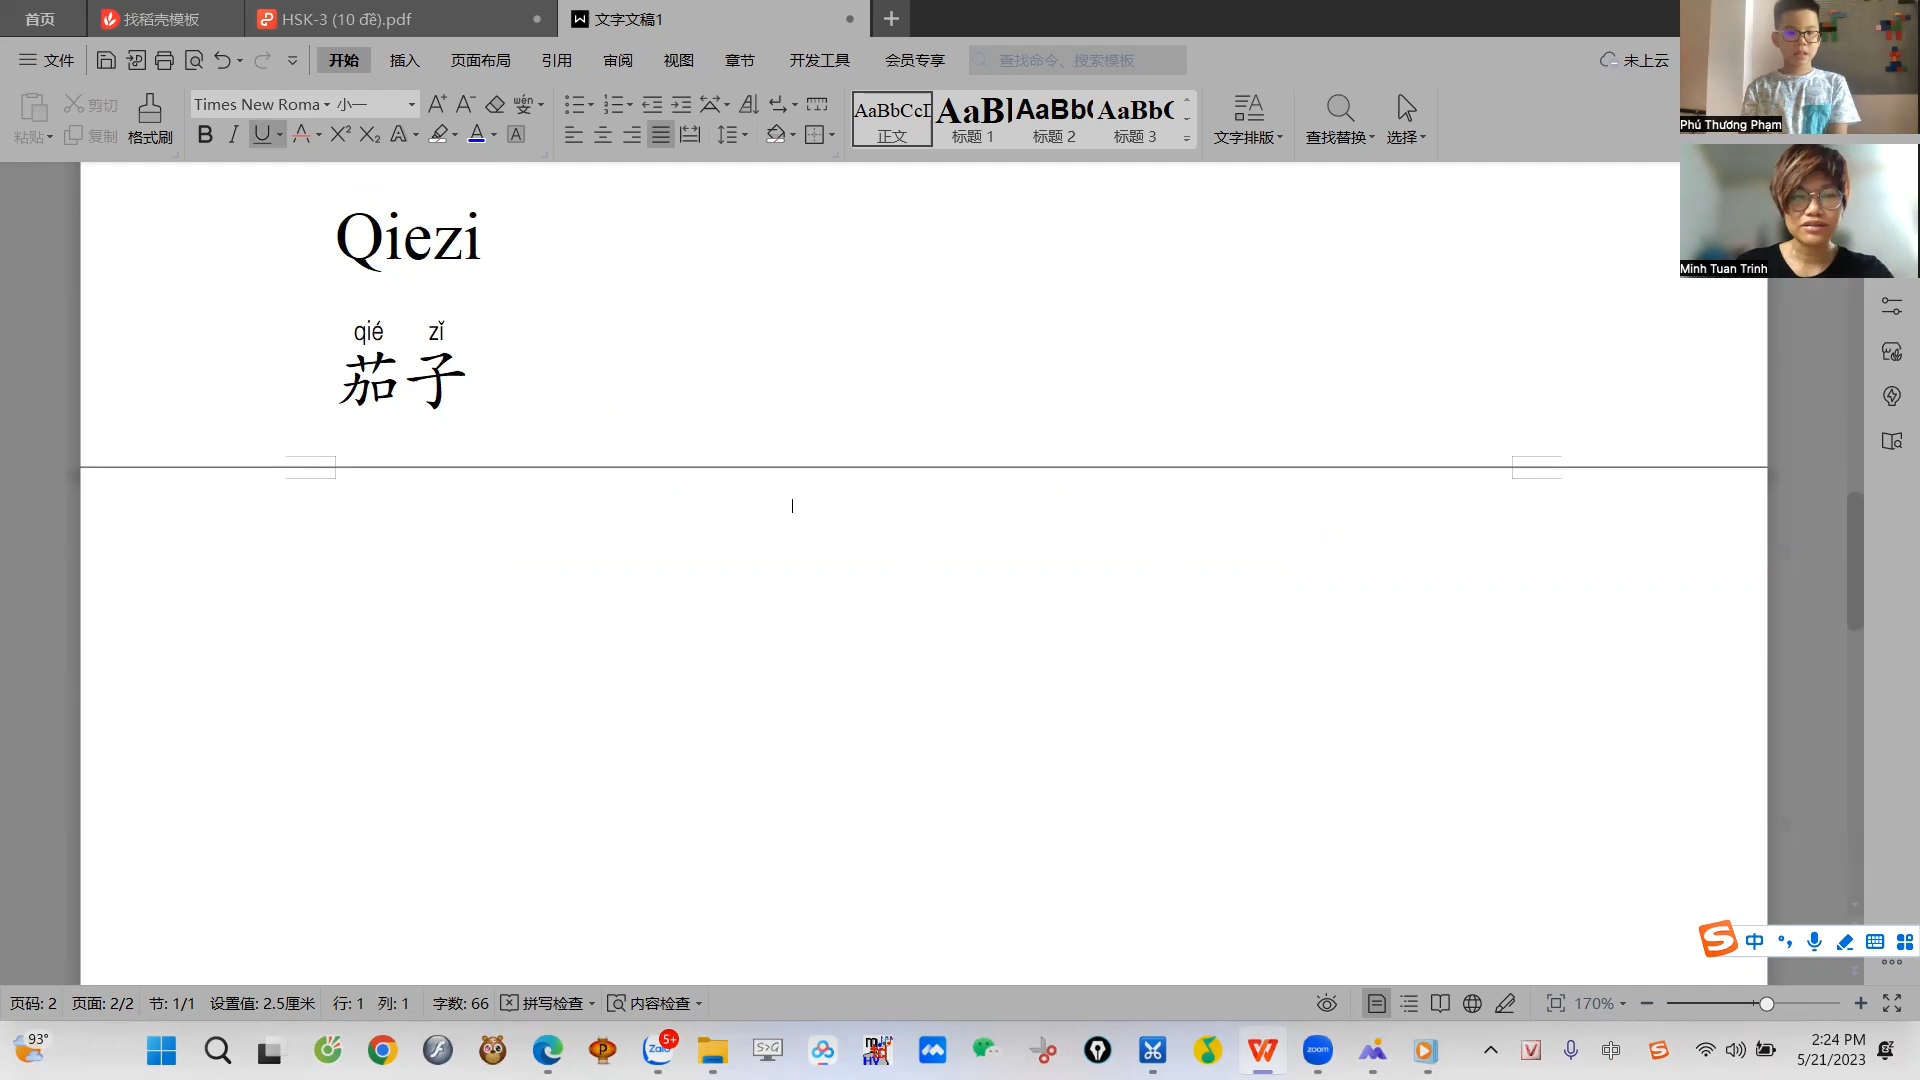 首页
找稻壳模板
HSK-3 (10 đề).pdf
文字文稿1
文件
开始
插入
页面布局
引用
审阅
视图
章节
开发工具
会员专享
查找命令、搜索模板
未上云
粘贴
剪切
复制
格式刷
Times New Roma
小一
AaBbCcD
正文
AaBl
标题 1
AaBb(
标题 2
AaBb(
标题 3
文字排版
查找替换
选择
Phú Thương Phạm
Minh Tuan Trinh
Qiezi
qié zǐ
茄子
页码: 2
页面: 2/2
节: 1/1
设置值: 2.5厘米
行: 1
列: 1
字数: 66
拼写检查
内容检查
170%
中
93°
Zalo
5+
S>G
zoom
中
2:24 PM
5/21/2023